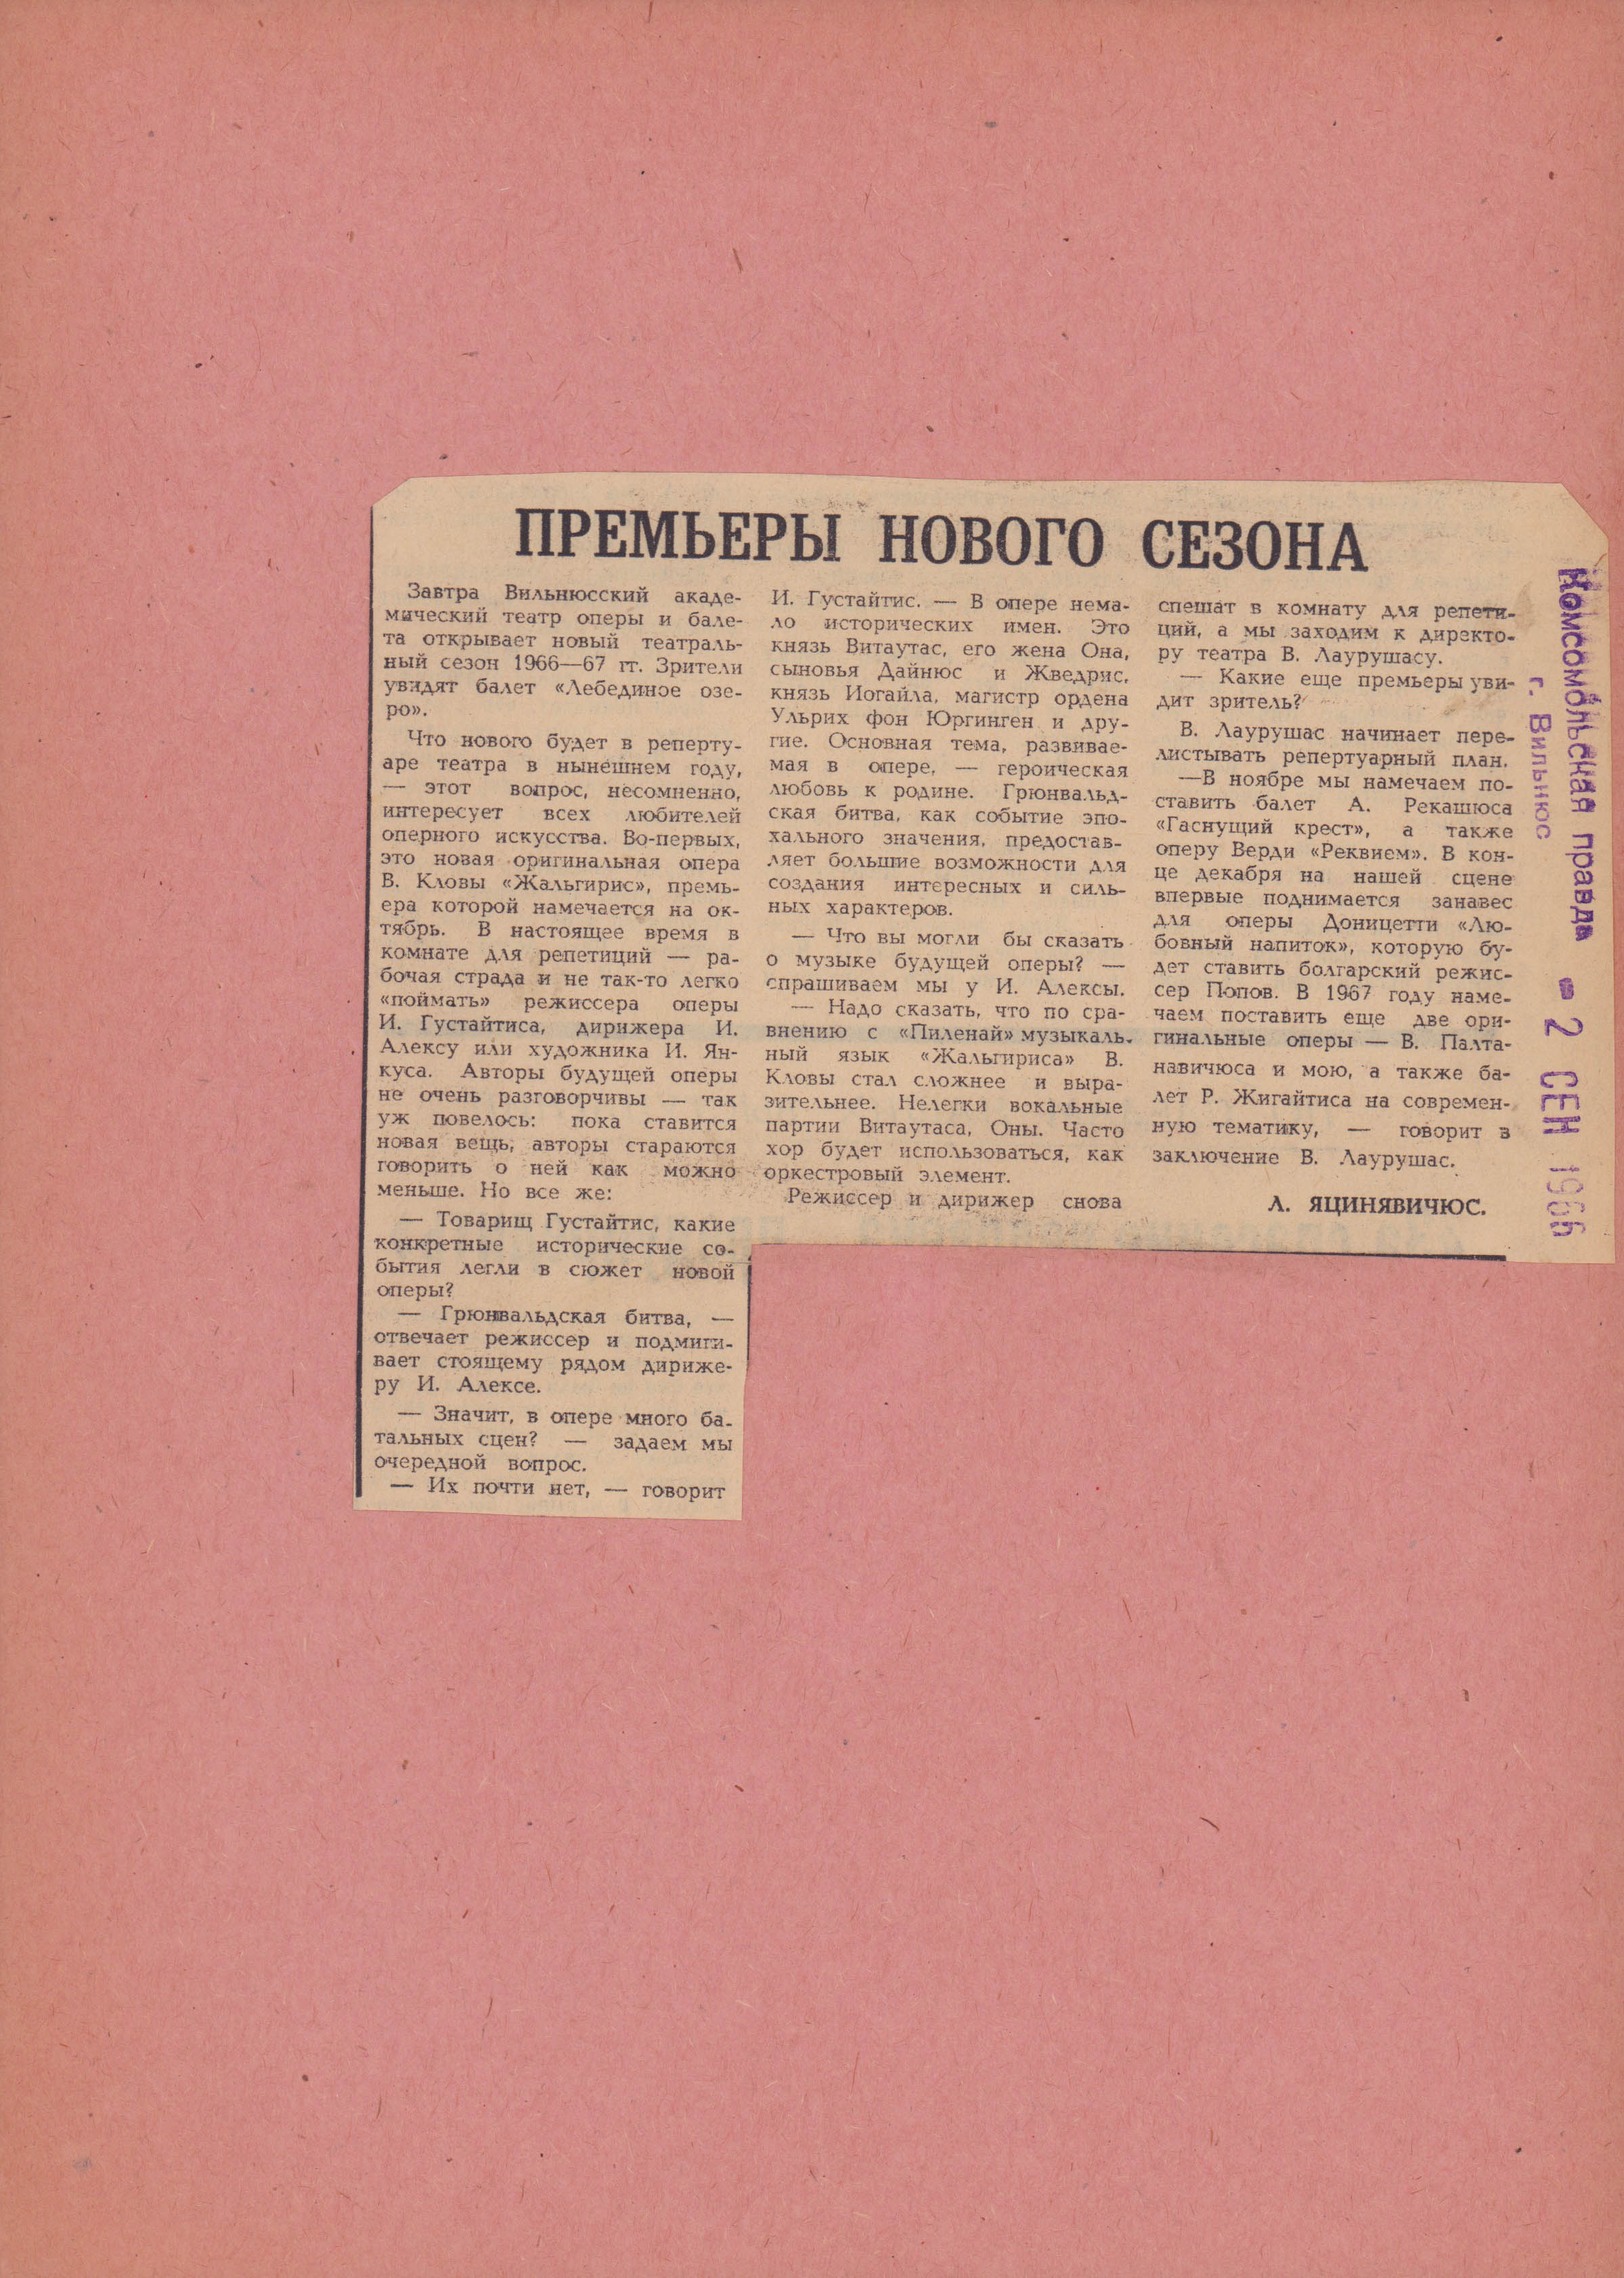 ПРЕМЬЕРЫ НОВОГО СЕЗОНА
Завтра Вильнюсский акаде-
мический театр оперы и бале-
та открывает новый театраль-
ный сезон 1966—67 гг. Зрители
увидят балет «Лебединое озе-
ро».
Что нового будет в реперту-
аре театра в нынешнем году,
— этот вопрос, несомненно,
интересует всех любителей
оперного искусства. Во-первых,
это новая оригинальная опера
В. Кловы «Жальгирис», премь-
ера которой намечается на ок-
тябрь. В настоящее время в
комнате для репетиций — ра-
бочая страда и не так-то легко
«поймать» режиссера оперы
И. Густайтиса, дирижера И.
Алексу или художника И. Ян-
куса. Авторы будущей оперы
не очень разговорчивы — так
уж повелось: пока ставится
новая вещь, авторы стараются
говорить о ней как можно
меньше. Но все же:
— Товарищ Густайтис, какие
конкретные исторические со-
бытия легли в сюжет новой
оперы?
— Грюнвальдская битва, —
отвечает режиссер и подмиги-
вает стоящему рядом дириже-
ру И. Алексе.
— Значит, в опере много ба-
тальных сцен? — задаем мы
очередной вопрос.
— Их почти нет, — говорит
И. Густайтис. — В опере нема-
ло исторических имен. Это
князь Витаутас, его жена Она,
сыновья Дайнюс и Жведрис,
князь Иогайла, магистр ордена
Ульрих фон Юргинген и дру-
гие. Основная тема, развивае-
мая в опере, — героическая
любовь к родине. Грюнвальд-
ская битва, как событие эпо-
хального значения, предостав-
ляет большие возможности для
создания интересных и силь-
ных характеров.
— Что вы могли бы сказать
о музыке будущей оперы? —
спрашиваем мы у И. Алексы.
— Надо сказать, что по сра-
внению с «Пиленай» музыкаль-
ный язык «Жальгириса» В.
Кловы стал сложнее и выра-
зительнее. Нелегки вокальные
партии Витаутаса, Оны. Часто
хор будет использоваться, как
оркестровый элемент.
Режиссер и дирижер снова
спешат в комнату для репети-
ций, а мы заходим к директо-
ру театра В. Лаурушасу.
— Какие еще премьеры уви-
дит зритель?
В. Лаурушас начинает пере-
листывать репертуарный план.
—В ноябре мы намечаем по-
ставить балет А. Рекашюса
«Гаснущий крест», а также
оперу Верди «Реквием». В кон-
це декабря на нашей сцене
впервые поднимается занавес
для оперы Доницетти «Лю-
бовный напиток», которую бу-
дет ставить болгарский режис-
сер Попов. В 1967 году наме-
чаем поставить еще две ори-
гинальные оперы — В. Палта-
навичюса и мою, а также ба-
лет Р. Жигайтиса на современ-
ную тематику, — говорит в
заключение В. Лаурушас.
А. ЯЦИНЯВИЧЮС.
Комсомольская правда
г. Вильнюс
- 2 СЕН 1966